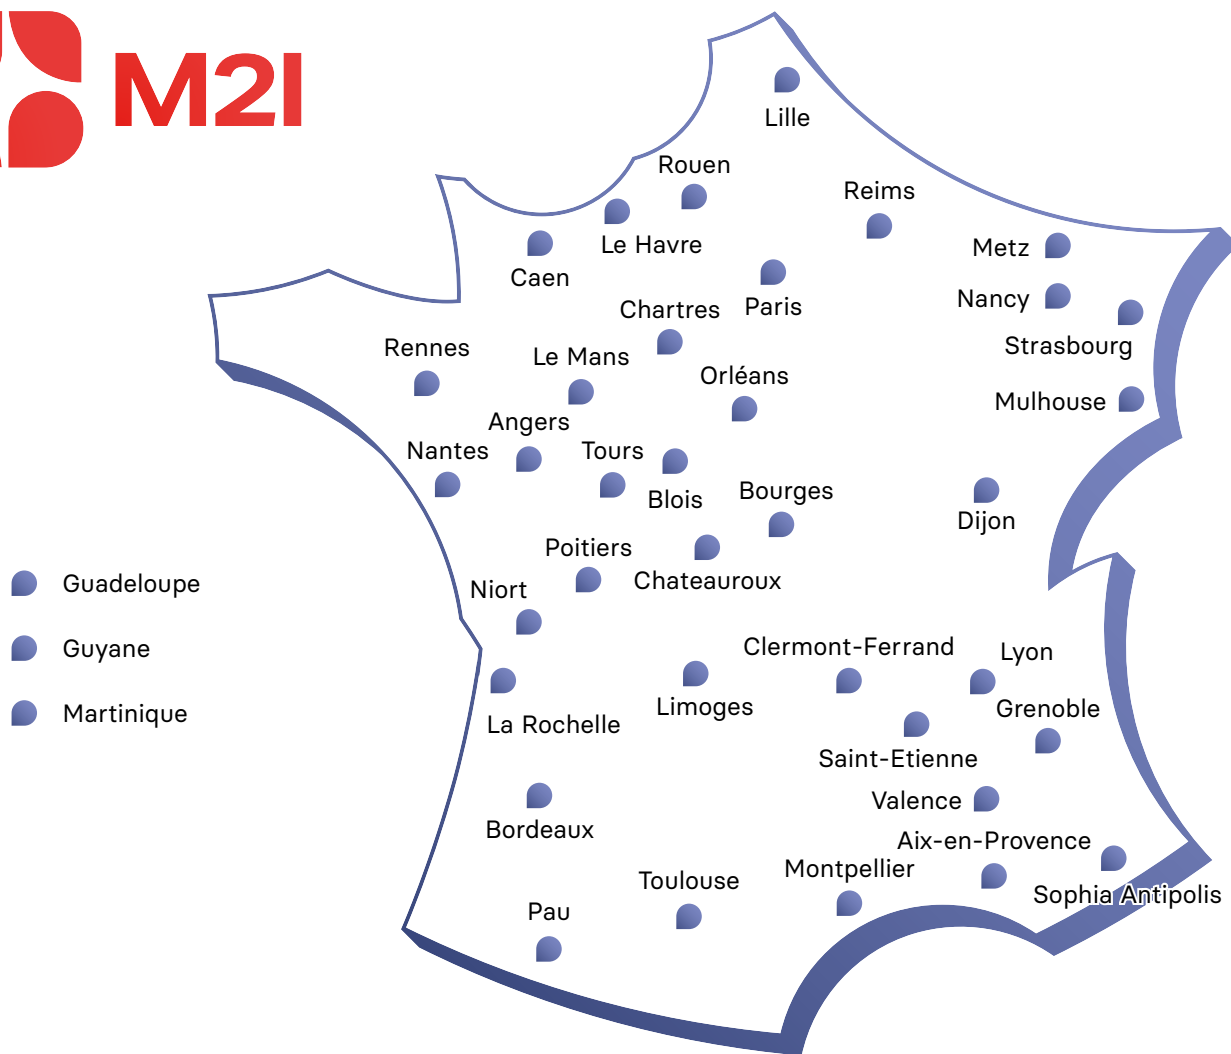 M2I
Lille
Rouen
Reims
Le Havre
Metz
Caen
Nancy
Paris
Chartres
Strasbourg
Rennes
Le Mans
Orléans
Mulhouse
Angers
Nantes
Tours
Blois
Bourges
Dijon
Poitiers
Chateauroux
Niort
Guadeloupe
Guyane
Martinique
Clermont-Ferrand
Lyon
Limoges
Grenoble
La Rochelle
Saint-Etienne
Valence
Bordeaux
Aix-en-Provence
Montpellier
Toulouse
Sophia Antipolis
Pau